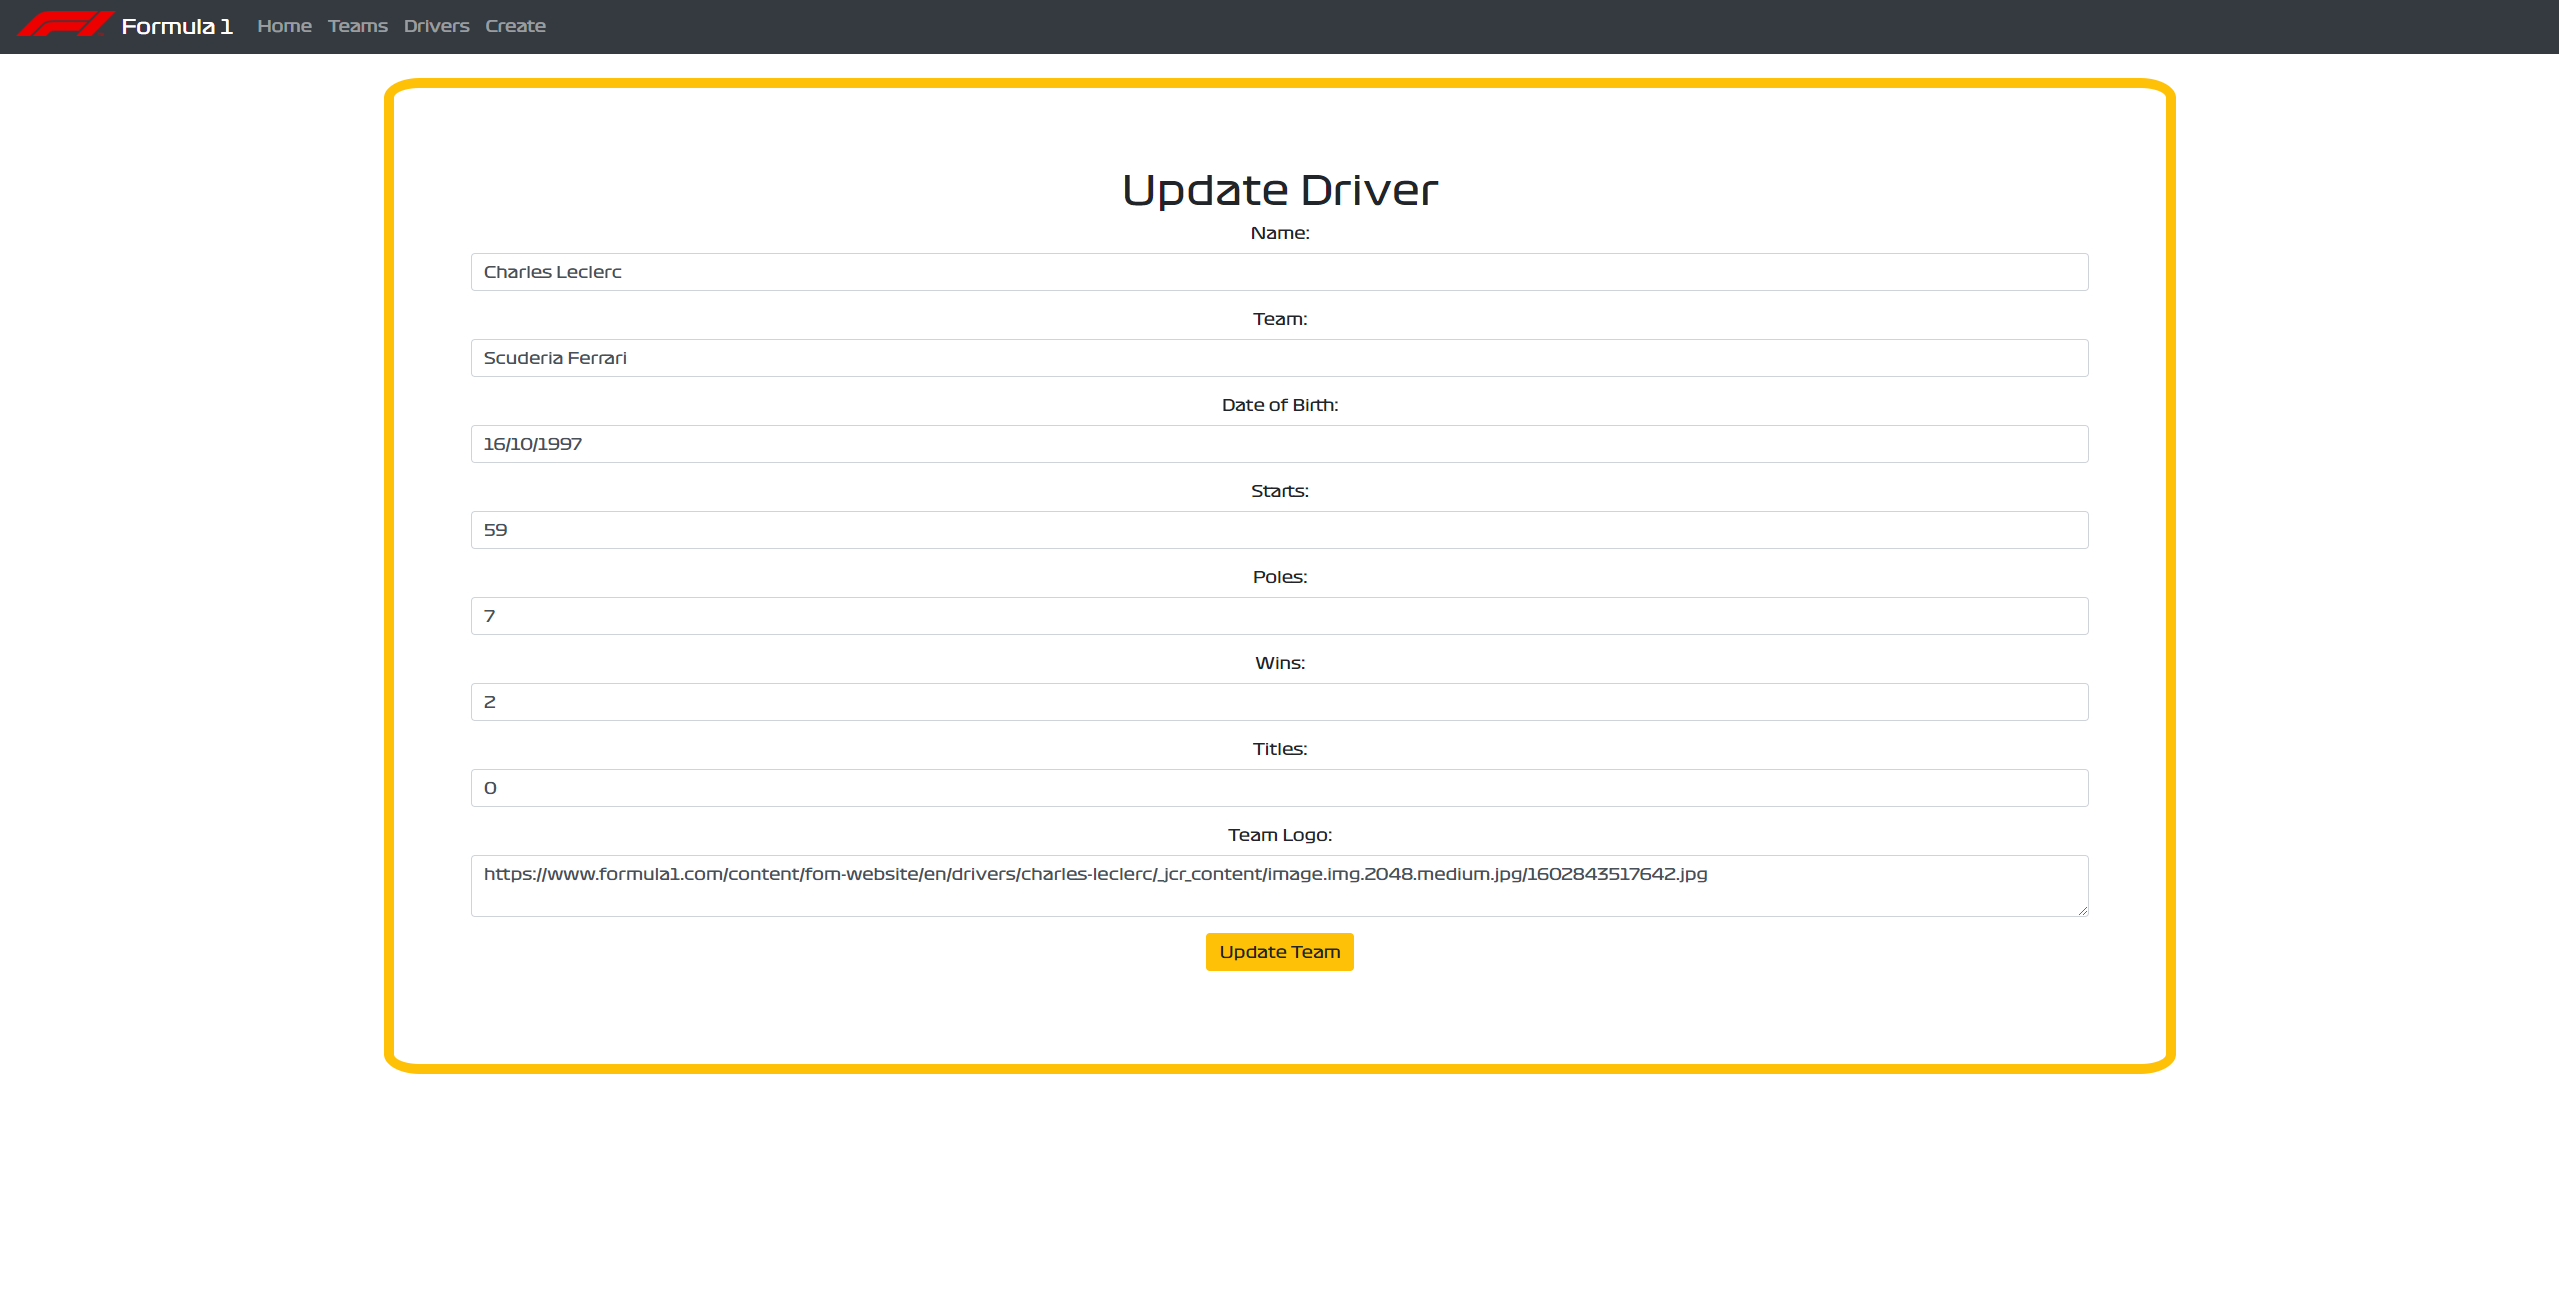 Formula 1 Home Teams Drivers Create
Update Driver
Name:
Charles Leclerc
Team:
Scuderia Ferrari
Date of Birth:
16/10/1997
Starts:
59
Poles:
7
Wins:
2
Titles:
0
Team Logo:
https://www.formula1.com/content/fom-website/en/drivers/charles-leclerc/_jcr_content/image.img.2048.medium.jpg/1602843517642.jpg
Update Team